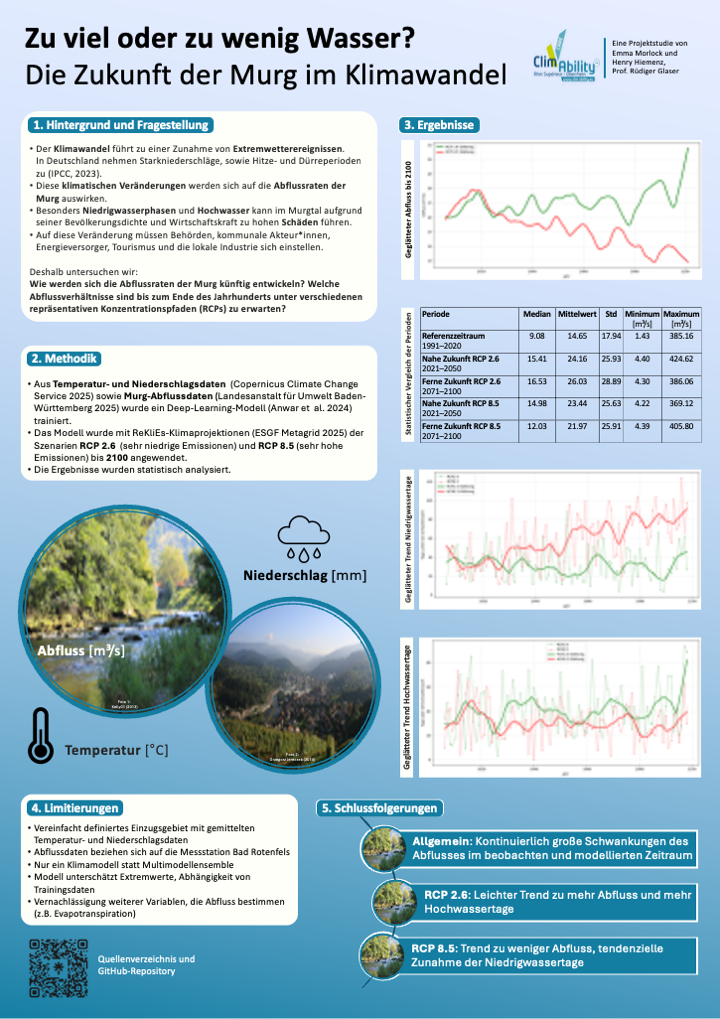 Zu viel oder zu wenig Wasser?
Die Zukunft der Murg im Klimawandel
ClimAbility
Eine Projektstudie von
Emma Morlock und
Henry Hiemenz,
Prof. Rüdiger Glaser
1. Hintergrund und Fragestellung
• Der Klimawandel führt zu einer Zunahme von Extremwetterereignissen.
In Deutschland nehmen Starkniederschläge, sowie Hitze- und Dürreperioden
zu (IPCC, 2023).
• Diese klimatischen Veränderungen werden sich auf die Abflussraten der
Murg auswirken.
• Besonders Niedrigwasserphasen und Hochwasser kann im Murgtal aufgrund
seiner Bevölkerungsdichte und Wirtschaftskraft zu hohen Schäden führen.
• Auf diese Veränderung müssen Behörden, kommunale Akteur*innen,
Energieversorger, Tourismus und die lokale Industrie sich einstellen.
Deshalb untersuchen wir:
Wie werden sich die Abflussraten der Murg künftig entwickeln? Welche
Abflussverhältnisse sind bis zum Ende des Jahrhunderts unter verschiedenen
repräsentativen Konzentrationspfaden (RCPs) zu erwarten?
2. Methodik
• Aus Temperatur- und Niederschlagsdaten (Copernicus Climate Change
Service 2025) sowie Murg-Abflussdaten (Landesanstalt für Umwelt Baden-
Württemberg 2025) wurde ein Deep-Learning-Modell (Anwar et al. 2024)
trainiert.
• Das Modell wurde mit ReKliEs-Klimaprojektionen (ESGF Metagrid 2025) der
Szenarien RCP 2.6 (sehr niedrige Emissionen) und RCP 8.5 (sehr hohe
Emissionen) bis 2100 angewendet.
• Die Ergebnisse wurden statistisch analysiert.
Niederschlag [mm]
Abfluss [m³/s]
Temperatur [°C]
3. Ergebnisse
Geglätteter Abfluss bis 2100
Statistischer Vergleich der Perioden
Periode Median Mittelwert Std Minimum [m³/s] Maximum [m³/s]
Referenzzeitraum 1991–2020 9.08 14.65 17.94 1.43 385.16
Nahe Zukunft RCP 2.6 2021–2050 15.41 24.16 25.93 4.40 424.62
Ferne Zukunft RCP 2.6 2071–2100 16.53 26.03 28.89 4.30 386.06
Nahe Zukunft RCP 8.5 2021–2050 14.98 23.44 25.63 4.22 369.12
Ferne Zukunft RCP 8.5 2071–2100 12.03 21.97 25.91 4.39 405.80
Geglätteter Trend Niedrigwassertage
Geglätteter Trend Hochwassertage
4. Limitierungen
• Vereinfacht definiertes Einzugsgebiet mit gemittelten
Temperatur- und Niederschlagsdaten
• Abflussdaten beziehen sich auf die Messstation Bad Rotenfels
• Nur ein Klimamodell statt Multimodellensemble
• Modell unterschätzt Extremwerte, Abhängigkeit von
Trainingsdaten
• Vernachlässigung weiterer Variablen, die Abfluss bestimmen
(z.B. Evapotranspiration)
Quellenverzeichnis und
GitHub-Repository
5. Schlussfolgerungen
Allgemein: Kontinuierlich große Schwankungen des
Abflusses im beobachten und modellierten Zeitraum
RCP 2.6: Leichter Trend zu mehr Abfluss und mehr
Hochwassertage
RCP 8.5: Trend zu weniger Abfluss, tendenzielle
Zunahme der Niedrigwassertage